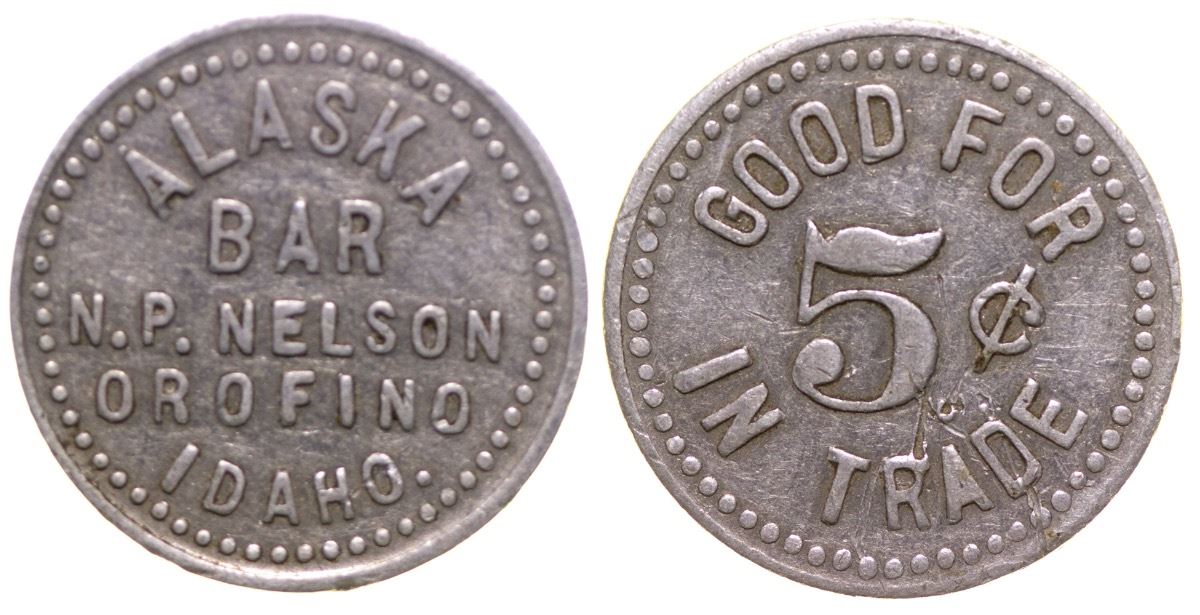 ALASKA
BAR
N.P. NELSON
OROFINO
IDAHO.
GOOD FOR
5¢
IN TRADE